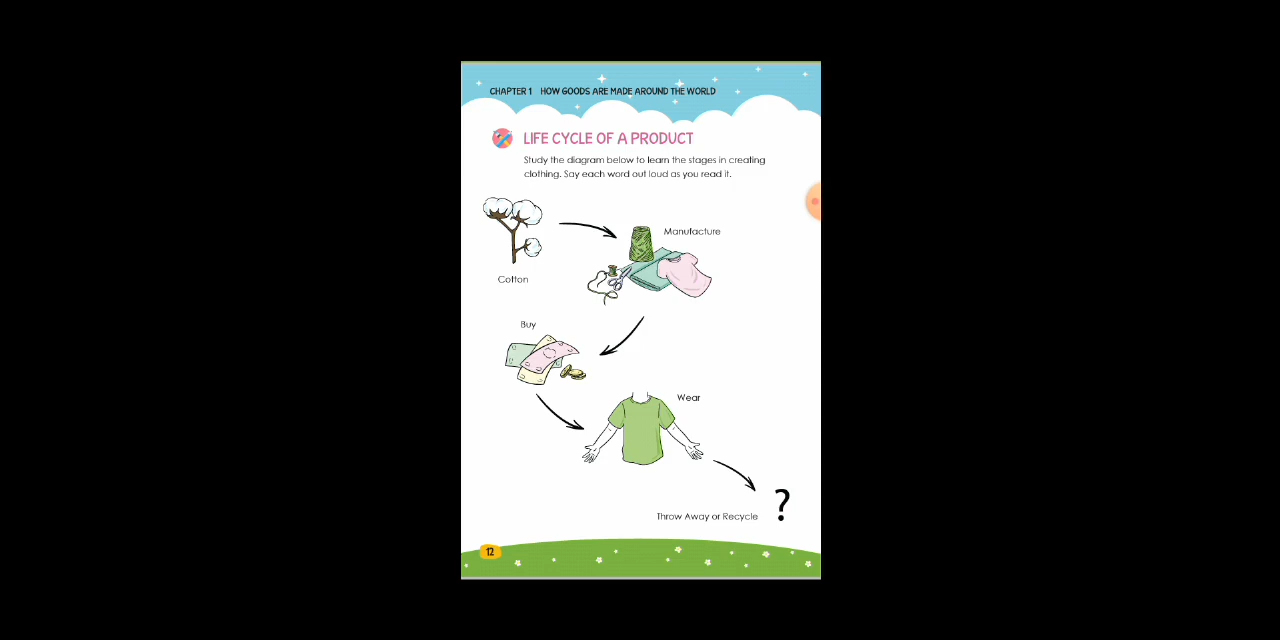 CHAPTER 1 HOW GOODS ARE MADE AROUND THE WORLD
LIFE CYCLE OF A PRODUCT
Study the diagram below to learn the stages in creating
clothing. Say each word out loud as you read it.
Manufacture
Cotton
Buy
Wear
?
Throw Away or Recycle
12